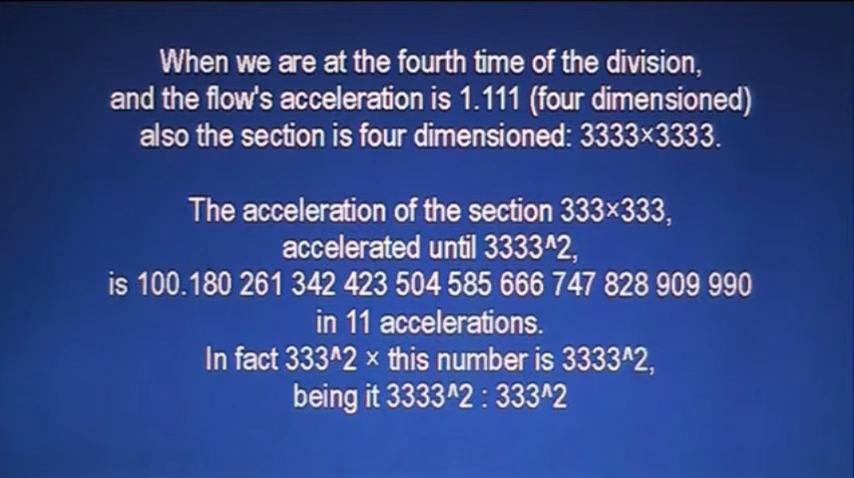 When we are at the fourth time of the division,
and the flow's acceleration is 1.111 (four dimensioned)
also the section is four dimensioned: 3333×3333.
The acceleration of the section 333×333,
accelerated until 3333^2,
is 100.180 261 342 423 504 585 666 747 828 909 990
in 11 accelerations.
In fact 333^2 × this number is 3333^2,
being it 3333^2 : 333^2